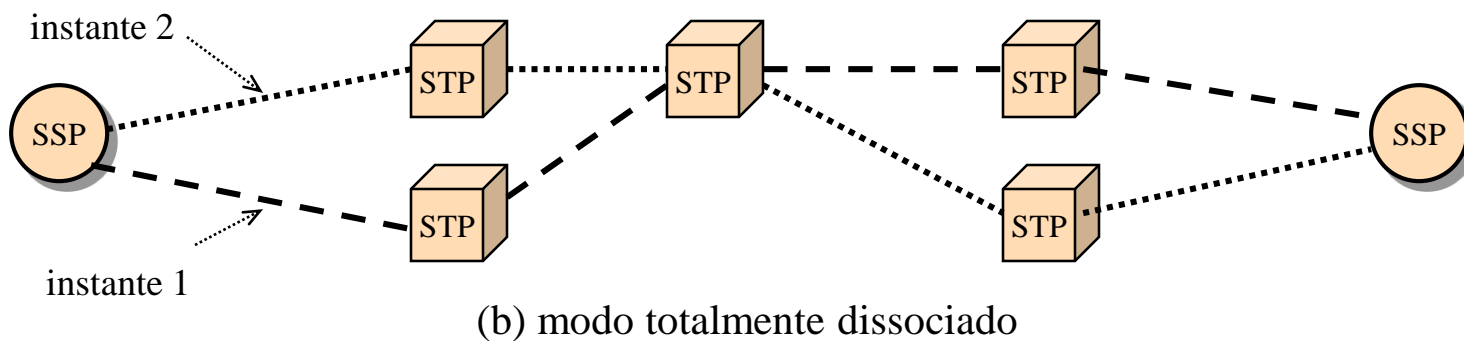 instante 2
STP
STP
STP
SSP
SSP
STP
STP
instante 1
(b) modo totalmente dissociado